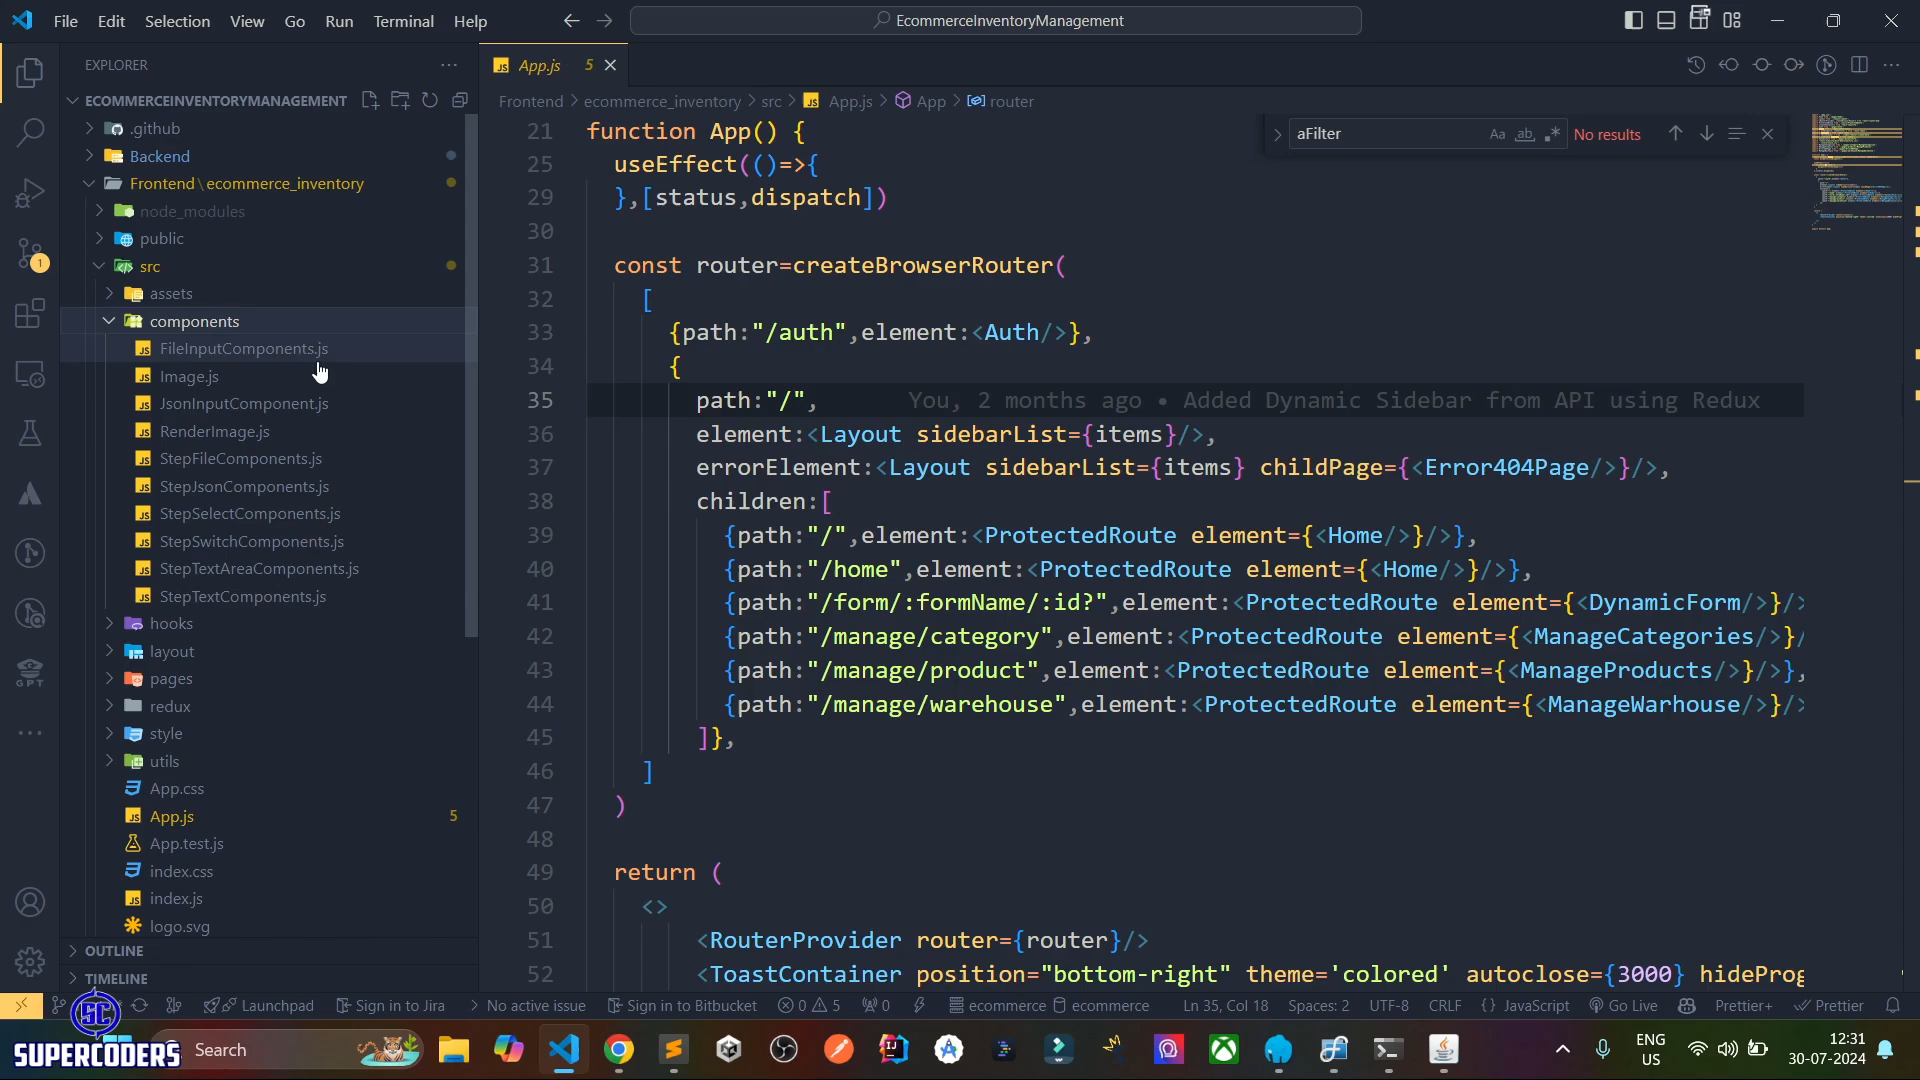 File Edit Selection View Go Run Terminal Help
EcommerceInventoryManagement
EXPLORER
ECOMMERCEINVENTORYMANAGEMENT
.github
Backend
Frontend\ecommerce_inventory
node_modules
public
src
assets
components
FileInputComponents.js
Image.js
JsonInputComponent.js
RenderImage.js
StepFileComponents.js
StepJsonComponents.js
StepSelectComponents.js
StepSwitchComponents.js
StepTextAreaComponents.js
StepTextComponents.js
hooks
layout
pages
redux
style
utils
App.css
App.js 5
App.test.js
index.css
index.js
logo.svg
OUTLINE
TIMELINE
1
GPT
App.js 5
Frontend > ecommerce_inventory > src > App.js > App > router
aFilter Aa ab .* No results
21 function App() {
25 useEffect(()=>{
29 },[status,dispatch])
30
31 const router=createBrowserRouter(
32 [
33 {path:"/auth",element:<Auth/>},
34 {
35 path:"/", You, 2 months ago • Added Dynamic Sidebar from API using Redux
36 element:<Layout sidebarList={items}/>,
37 errorElement:<Layout sidebarList={items} childPage={<Error404Page/>}/>,
38 children:[
39 {path:"/",element:<ProtectedRoute element={<Home/>}/>},
40 {path:"/home",element:<ProtectedRoute element={<Home/>}/>},
41 {path:"/form/:formName/:id?",element:<ProtectedRoute element={<DynamicForm/>}/>
42 {path:"/manage/category",element:<ProtectedRoute element={<ManageCategories/>}/
43 {path:"/manage/product",element:<ProtectedRoute element={<ManageProducts/>}/>},
44 {path:"/manage/warehouse",element:<ProtectedRoute element={<ManageWarhouse/>}/>
45 ]},
46 ]
47 )
48
49 return (
50 <>
51 <RouterProvider router={router}/>
52 <ToastContainer position="bottom-right" theme='colored' autoclose={3000} hideProg
Launchpad Sign in to Jira No active issue Sign in to Bitbucket 0 5 0 ecommerce ecommerce Ln 35, Col 18 Spaces: 2 UTF-8 CRLF {} JavaScript Go Live Prettier+ Prettier
SC
SUPERCODERS
Search
ENG
US
12:31
30-07-2024